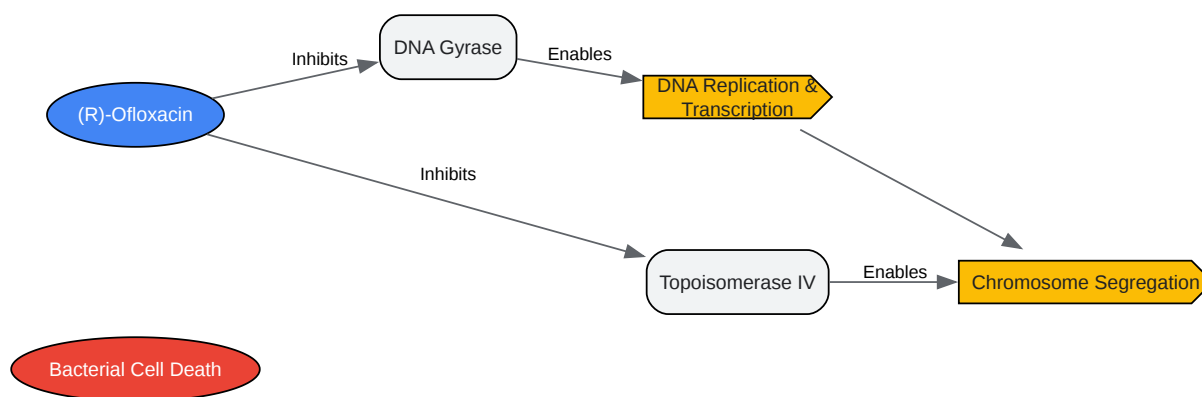 DNA Gyrase
Inhibits
Enables
DNA Replication &
Transcription
(R)-Ofloxacin
Inhibits
Topoisomerase IV
Enables
Chromosome Segregation
Bacterial Cell Death